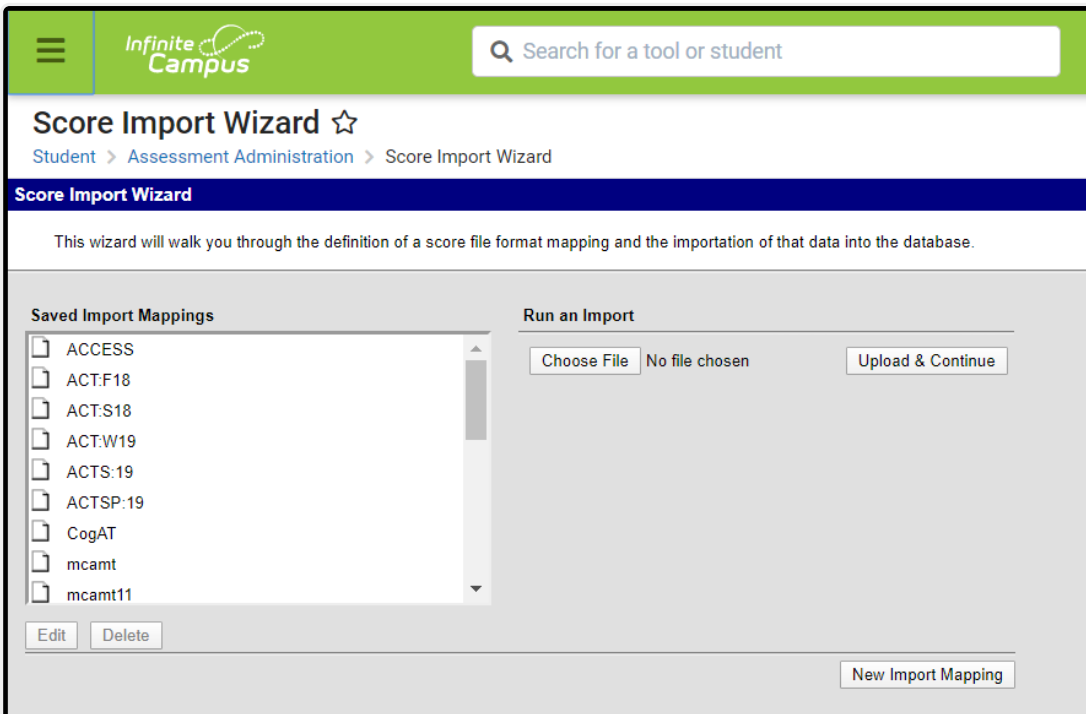 Infinite
Campus
Search for a tool or student
Score Import Wizard
Student > Assessment Administration > Score Import Wizard
Score Import Wizard
This wizard will walk you through the definition of a score file format mapping and the importation of that data into the database.
Saved Import Mappings
Run an Import
ACCESS
ACT:F18
ACT:S18
ACT:W19
ACTS:19
ACTSP:19
CogAT
mcamt
mcamt11
Choose File No file chosen Upload & Continue
Edit Delete
New Import Mapping